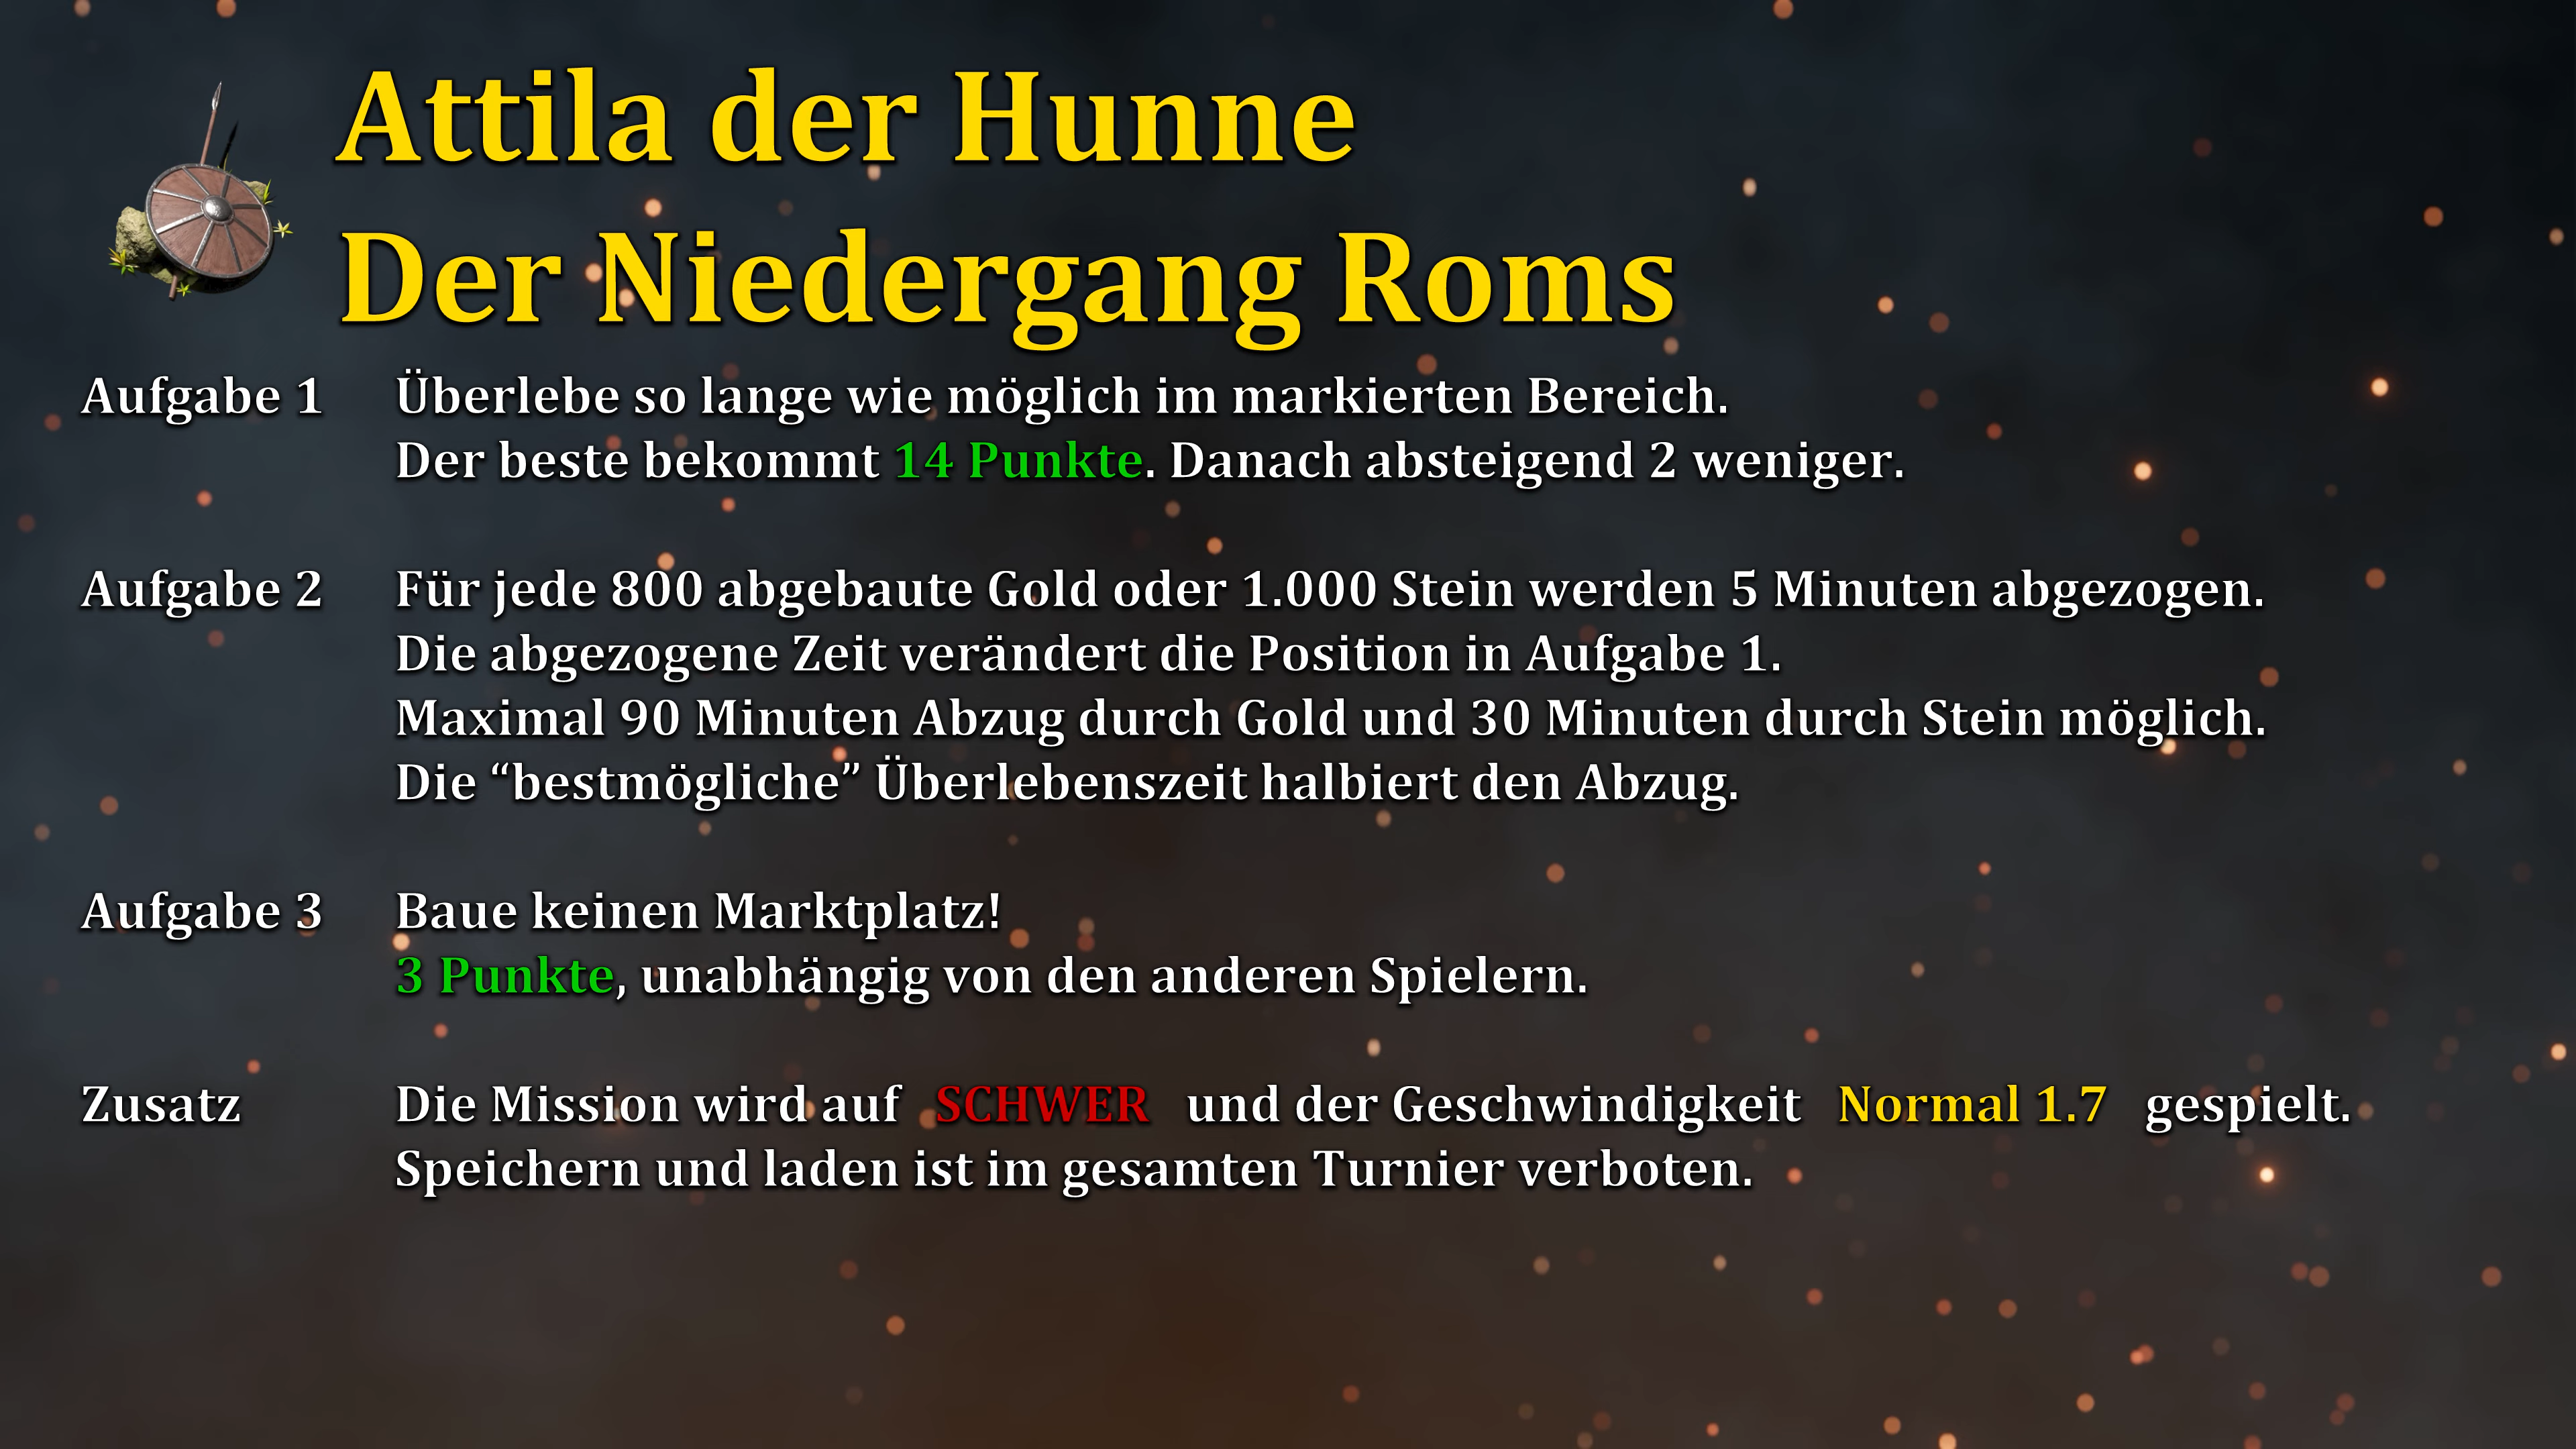 Attila der Hunne
Der Niedergang Roms
Aufgabe 1 Überlebe so lange wie möglich im markierten Bereich.
Der beste bekommt 14 Punkte. Danach absteigend 2 weniger.
Aufgabe 2 Für jede 800 abgebaute Gold oder 1.000 Stein werden 5 Minuten abgezogen.
Die abgezogene Zeit verändert die Position in Aufgabe 1.
Maximal 90 Minuten Abzug durch Gold und 30 Minuten durch Stein möglich.
Die “bestmögliche” Überlebenszeit halbiert den Abzug.
Aufgabe 3 Baue keinen Marktplatz!
3 Punkte, unabhängig von den anderen Spielern.
Zusatz Die Mission wird auf SCHWER und der Geschwindigkeit Normal 1.7 gespielt.
Speichern und laden ist im gesamten Turnier verboten.